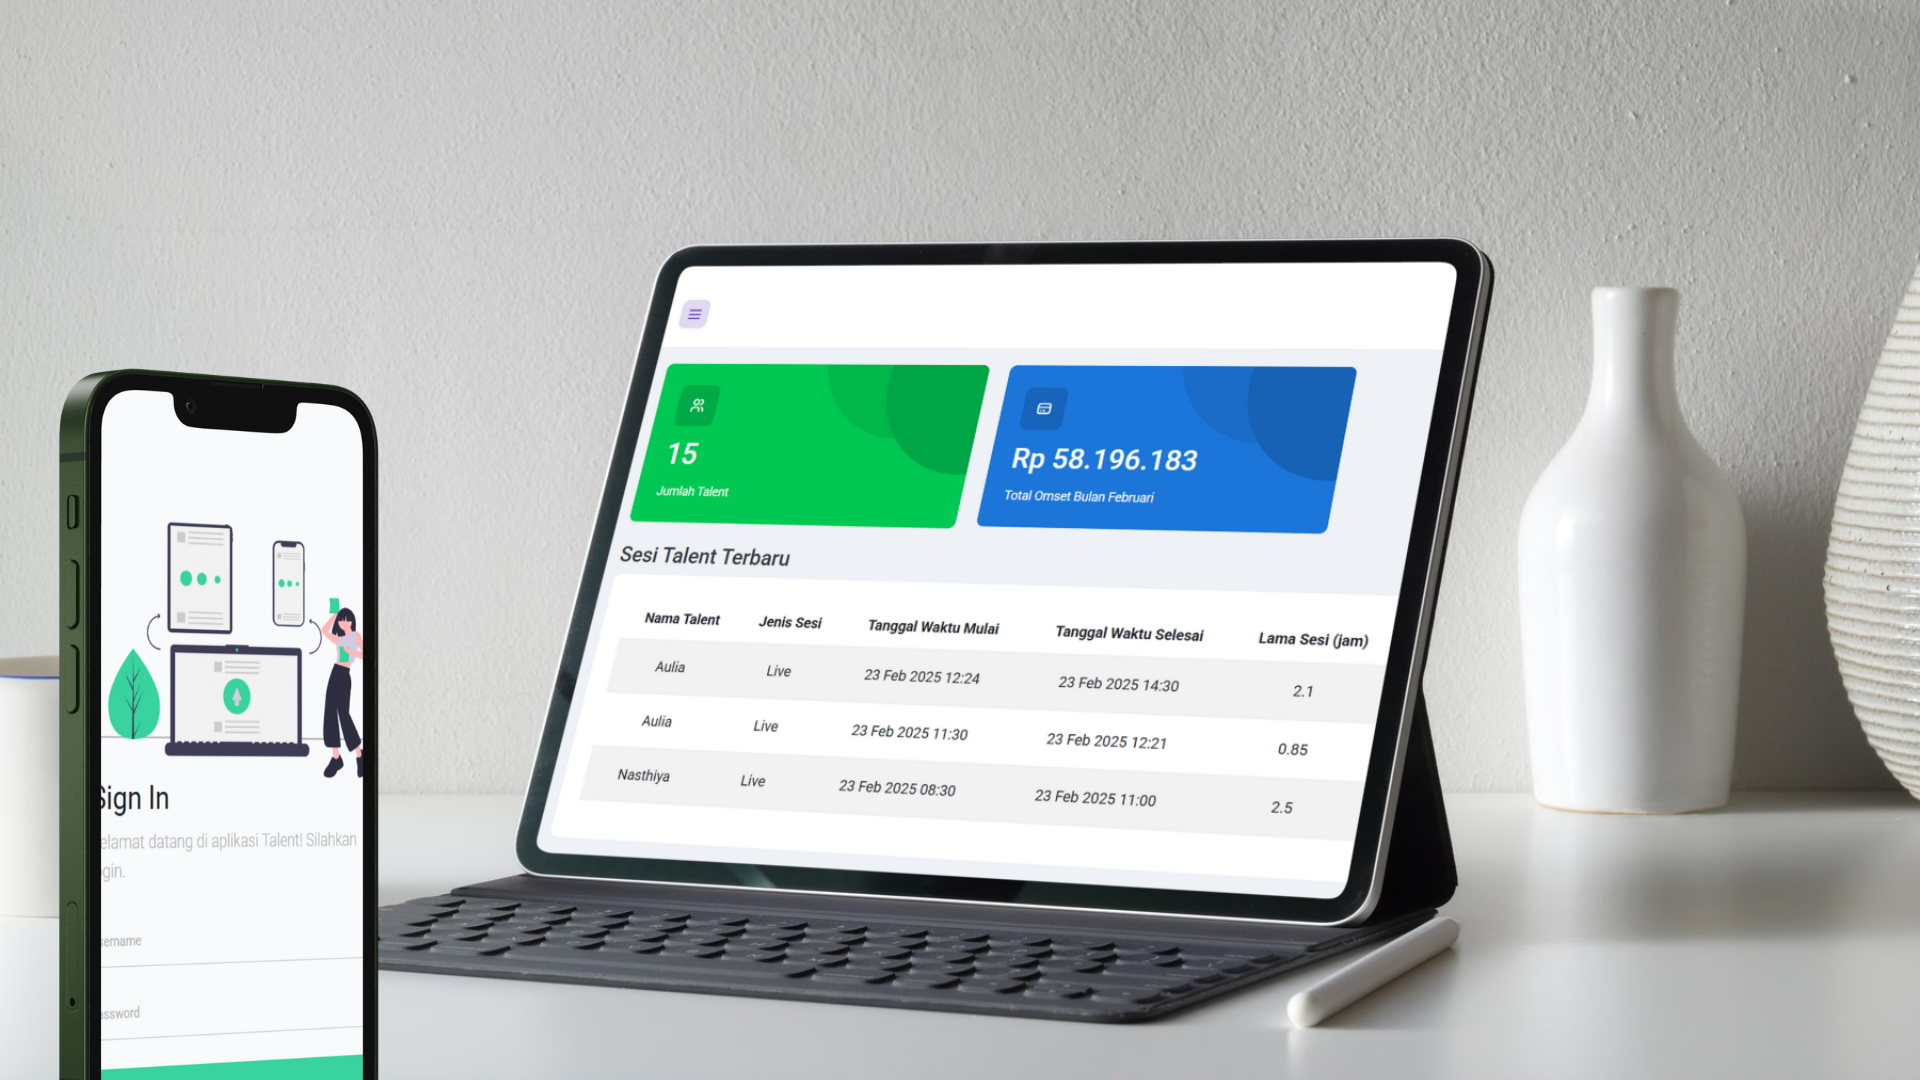 Sign In
elamat datang di aplikasi Talent! Silahkan
gin.
sername
assword
15
Jumlah Talent
Rp 58.196.183
Total Omset Bulan Februari
Sesi Talent Terbaru
Nama Talent Jenis Sesi Tanggal Waktu Mulai Tanggal Waktu Selesai Lama Sesi (jam)
Aulia Live 23 Feb 2025 12:24 23 Feb 2025 14:30 2.1
Aulia Live 23 Feb 2025 11:30 23 Feb 2025 12:21 0.85
Nasthiya Live 23 Feb 2025 08:30 23 Feb 2025 11:00 2.5